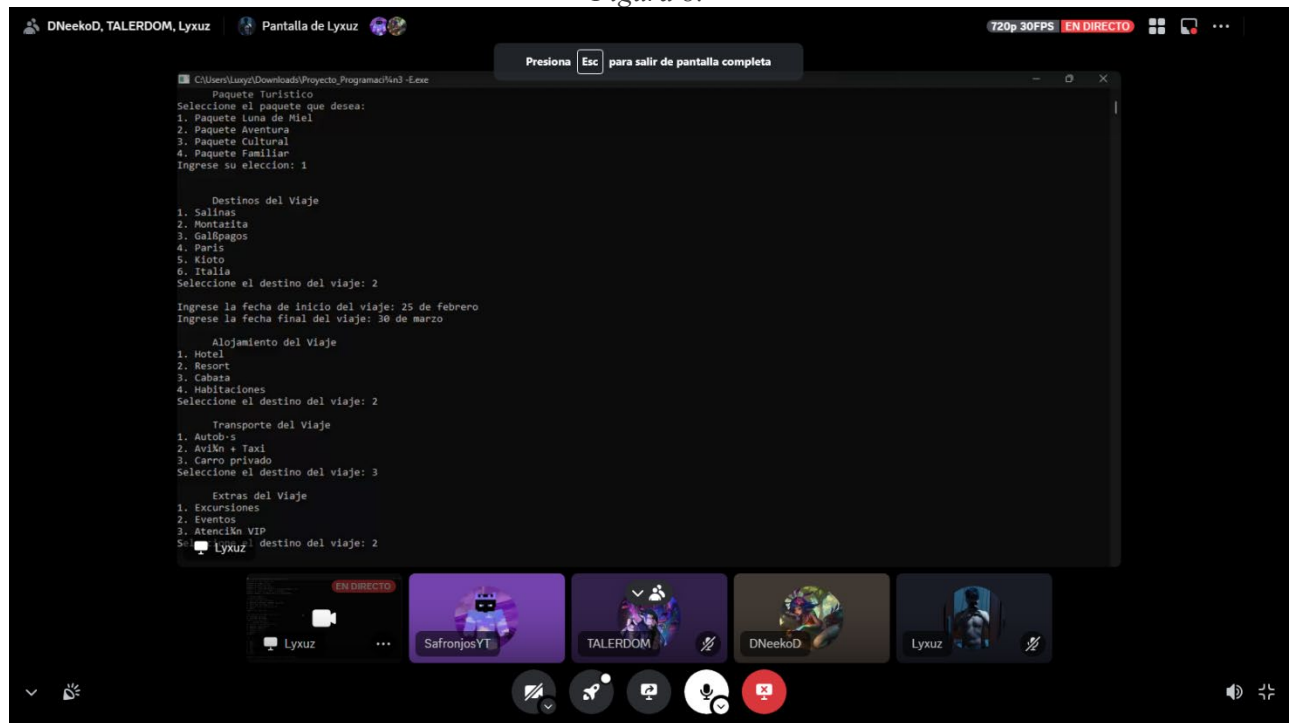 Figura 6.
DNeekoD, TALERDOM, Lyxuz
Pantalla de Lyxuz
720p 30FPS EN DIRECTO
Presiona Esc para salir de pantalla completa
C:\Users\Luxyz\Downloads\Proyecto_Programaci¾n3 -E.exe
Paquete Turistico
Seleccione el paquete que desea:
1. Paquete Luna de Miel
2. Paquete Aventura
3. Paquete Cultural
4. Paquete Familiar
Ingrese su eleccion: 1
Destinos del Viaje
1. Salinas
2. Monta±ita
3. Galßpagos
4. Paris
5. Kioto
6. Italia
Seleccione el destino del viaje: 2
Ingrese la fecha de inicio del viaje: 25 de febrero
Ingrese la fecha final del viaje: 30 de marzo
Alojamiento del Viaje
1. Hotel
2. Resort
3. Caba±a
4. Habitaciones
Seleccione el destino del viaje: 2
Transporte del Viaje
1. Autob·s
2. Avi¾n + Taxi
3. Carro privado
Seleccione el destino del viaje: 3
Extras del Viaje
1. Excursiones
2. Eventos
3. Atenci¾n VIP
destino del viaje: 2
Lyxuz
EN DIRECTO
Lyxuz
SafronjosYT
TALERDOM
DNeekoD
Lyxuz